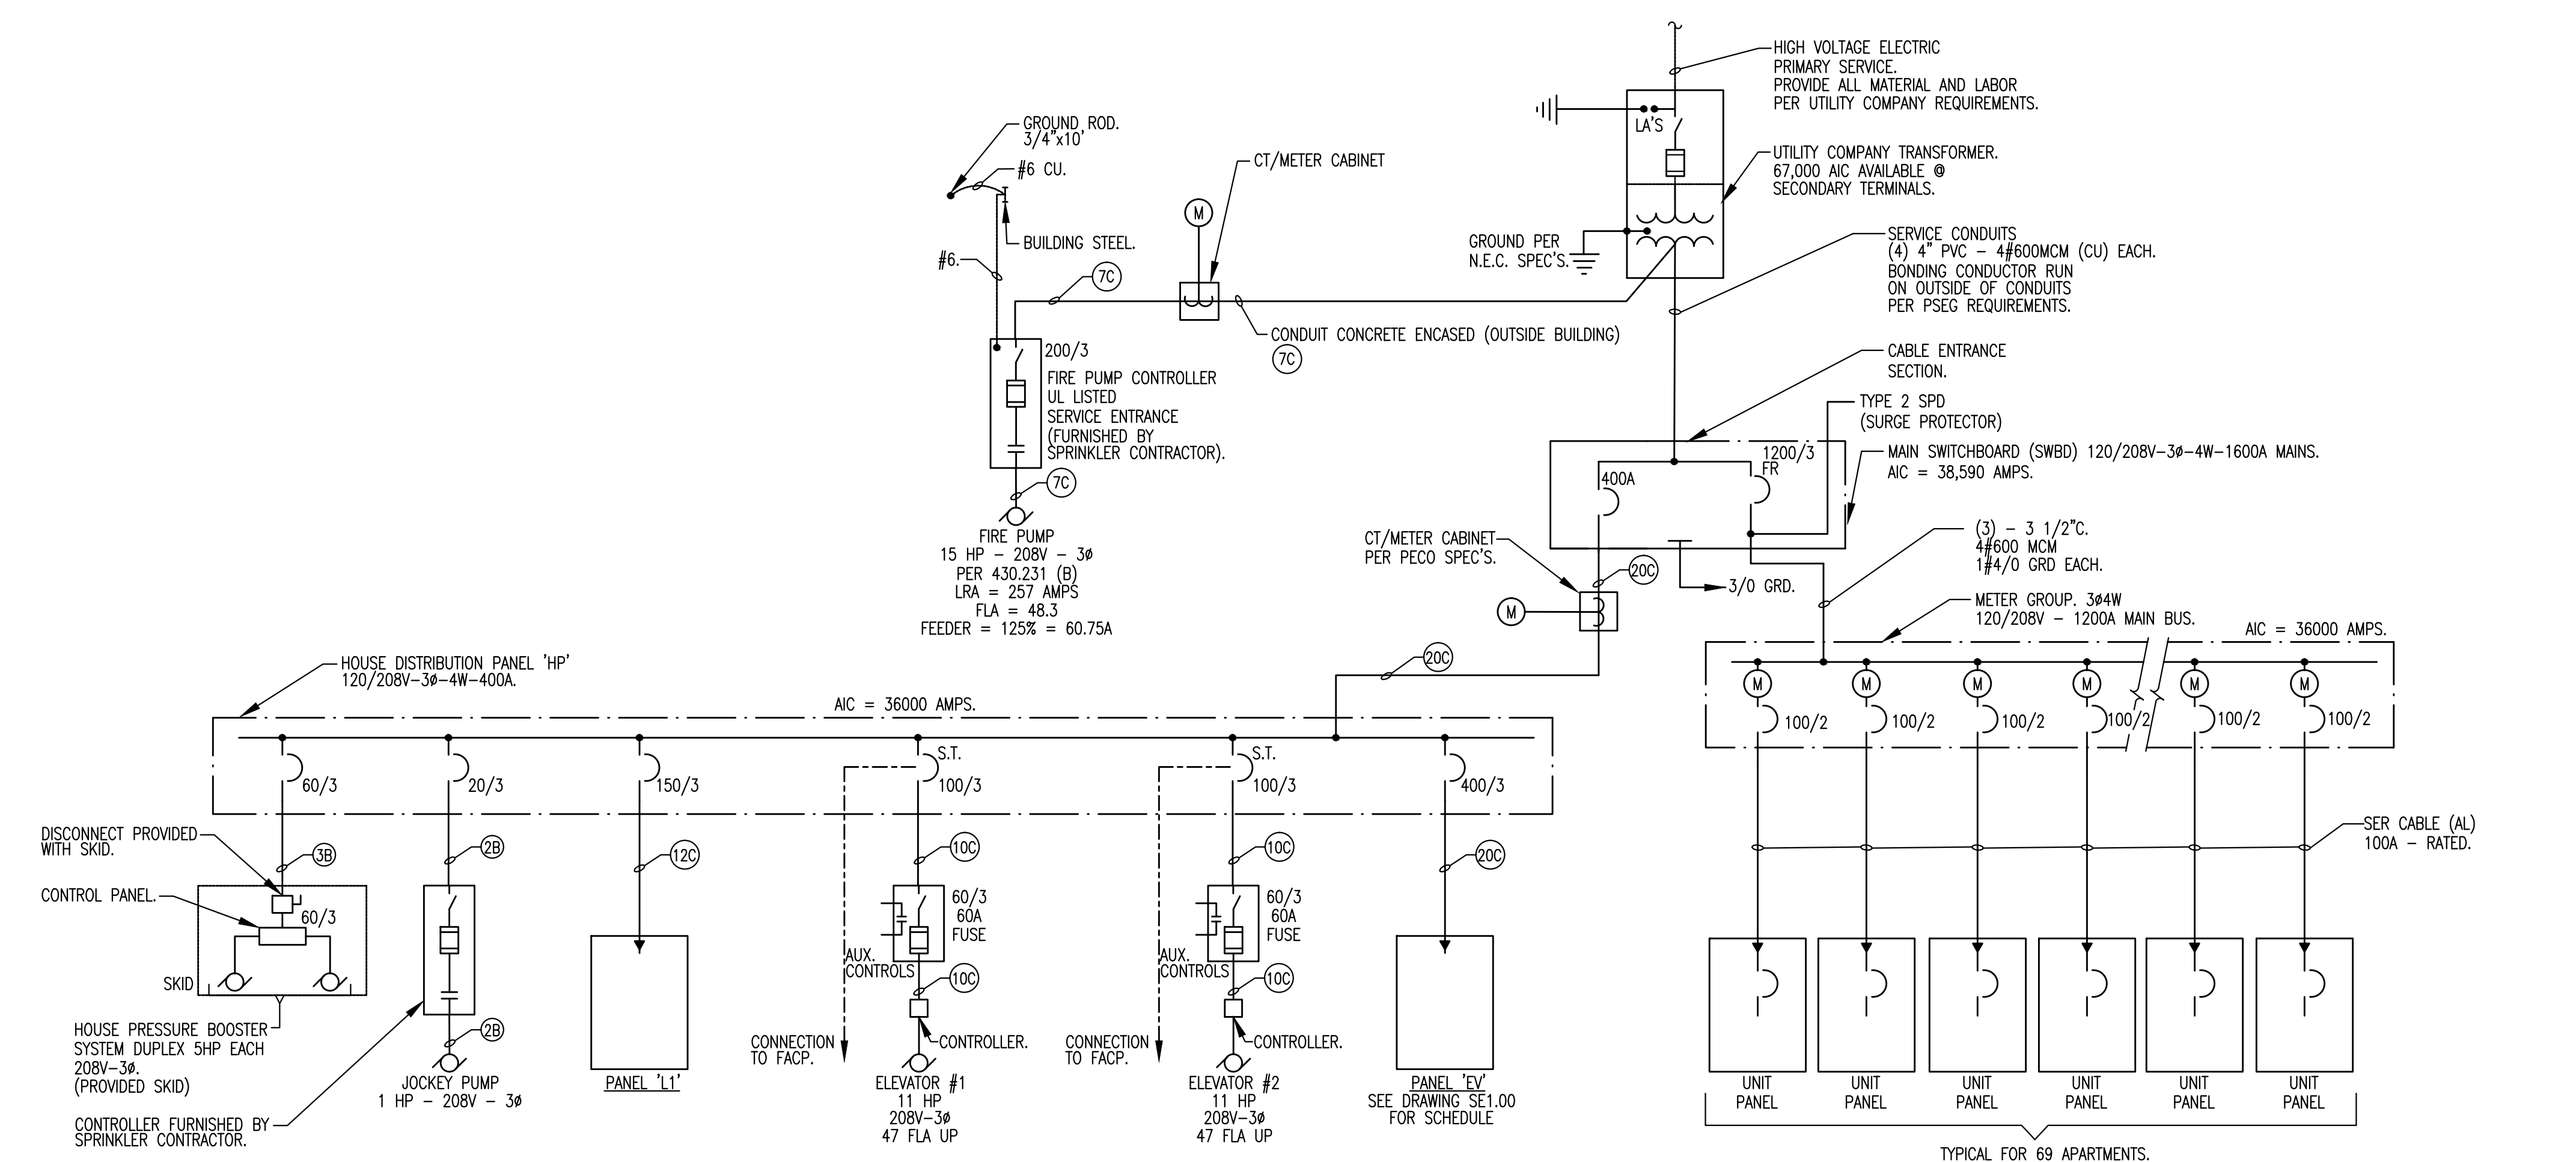 HIGH VOLTAGE ELECTRIC
PRIMARY SERVICE.
PROVIDE ALL MATERIAL AND LABOR
PER UTILITY COMPANY REQUIREMENTS.
LA'S
UTILITY COMPANY TRANSFORMER.
67,000 AIC AVAILABLE @
SECONDARY TERMINALS.
GROUND ROD.
3/4"x10'
#6 CU.
BUILDING STEEL.
#6.
CT/METER CABINET
M
7C
GROUND PER
N.E.C. SPEC'S.
SERVICE CONDUITS
(4) 4" PVC - 4#600MCM (CU) EACH.
BONDING CONDUCTOR RUN
ON OUTSIDE OF CONDUITS
PER PSEG REQUIREMENTS.
CONDUIT CONCRETE ENCASED (OUTSIDE BUILDING)
7C
200/3
FIRE PUMP CONTROLLER
UL LISTED
SERVICE ENTRANCE
(FURNISHED BY
SPRINKLER CONTRACTOR).
7C
FIRE PUMP
15 HP - 208V - 3ø
PER 430.231 (B)
LRA = 257 AMPS
FLA = 48.3
FEEDER = 125% = 60.75A
CABLE ENTRANCE
SECTION.
TYPE 2 SPD
(SURGE PROTECTOR)
1200/3
FR
400A
MAIN SWITCHBOARD (SWBD) 120/208V-3ø-4W-1600A MAINS.
AIC = 38,590 AMPS.
CT/METER CABINET
PER PECO SPEC'S.
20C
M
3/0 GRD.
(3) - 3 1/2"C.
4#600 MCM
1#4/0 GRD EACH.
METER GROUP. 3ø4W
120/208V - 1200A MAIN BUS.
AIC = 36000 AMPS.
20C
M
M
M
M
M
M
100/2
100/2
100/2
100/2
100/2
100/2
SER CABLE (AL)
100A - RATED.
UNIT
PANEL
UNIT
PANEL
UNIT
PANEL
UNIT
PANEL
UNIT
PANEL
UNIT
PANEL
TYPICAL FOR 69 APARTMENTS.
HOUSE DISTRIBUTION PANEL 'HP'
120/208V-3ø-4W-400A.
AIC = 36000 AMPS.
60/3
20/3
150/3
S.T.
100/3
S.T.
100/3
400/3
DISCONNECT PROVIDED
WITH SKID.
3B
2B
12C
10C
10C
20C
CONTROL PANEL.
60/3
SKID
HOUSE PRESSURE BOOSTER
SYSTEM DUPLEX 5HP EACH
208V-3ø.
(PROVIDED SKID)
CONTROLLER FURNISHED BY
SPRINKLER CONTRACTOR.
2B
JOCKEY PUMP
1 HP - 208V - 3ø
PANEL 'L1'
60/3
60A
FUSE
AUX.
CONTROLS
10C
CONNECTION
TO FACP.
CONTROLLER.
ELEVATOR #1
11 HP
208V-3ø
47 FLA UP
60/3
60A
FUSE
AUX.
CONTROLS
10C
CONNECTION
TO FACP.
CONTROLLER.
ELEVATOR #2
11 HP
208V-3ø
47 FLA UP
PANEL 'EV'
SEE DRAWING SE1.00
FOR SCHEDULE